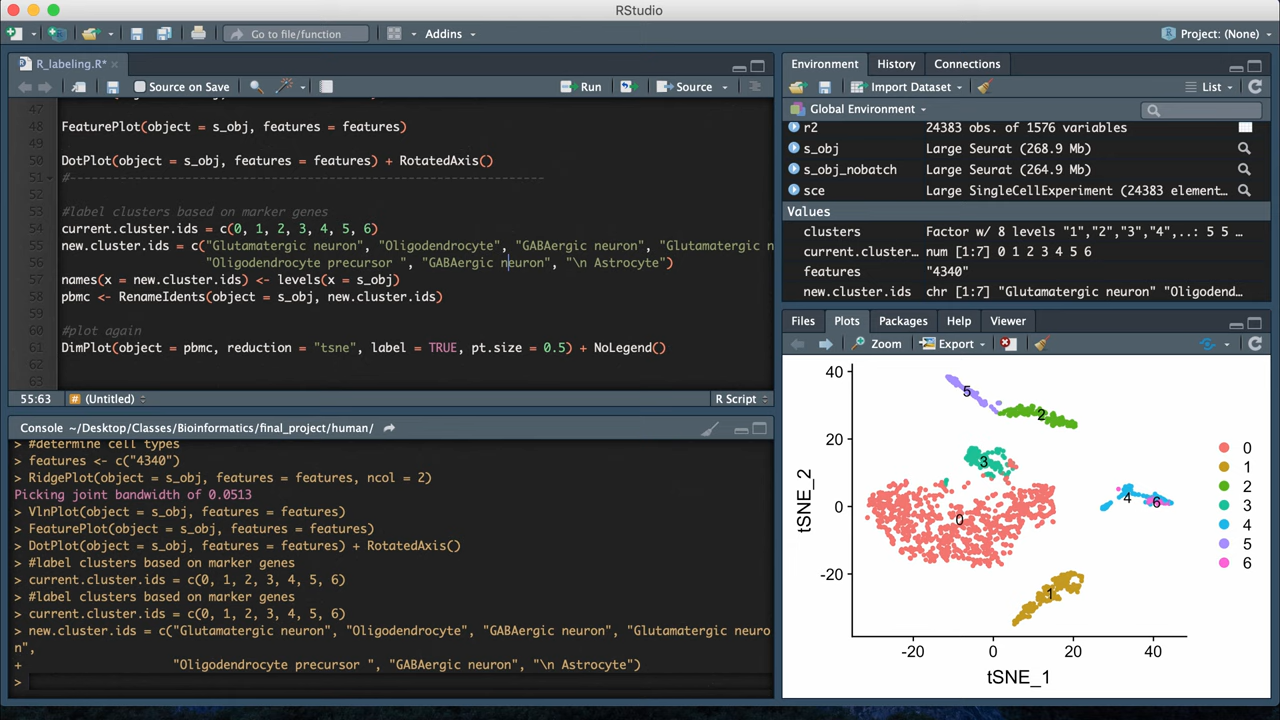 RStudio
Go to file/function
Addins
Project: (None)
R_labeling.R*
Source on Save
Run
Source
47
48 FeaturePlot(object = s_obj, features = features)
49
50 DotPlot(object = s_obj, features = features) + RotatedAxis()
51 #----------------------------------------------------------------
52
53 #label clusters based on marker genes
54 current.cluster.ids = c(0, 1, 2, 3, 4, 5, 6)
55 new.cluster.ids = c("Glutamatergic neuron", "Oligodendrocyte", "GABAergic neuron", "Glutamatergic n
56 "Oligodendrocyte precursor ", "GABAergic neuron", "\n Astrocyte")
57 names(x = new.cluster.ids) <- levels(x = s_obj)
58 pbmc <- RenameIdents(object = s_obj, new.cluster.ids)
59
60 #plot again
61 DimPlot(object = pbmc, reduction = "tsne", label = TRUE, pt.size = 0.5) + NoLegend()
62
63
55:63
# (Untitled)
R Script
Console ~/Desktop/Classes/Bioinformatics/final_project/human/
> #determine cell types
> features <- c("4340")
> RidgePlot(object = s_obj, features = features, ncol = 2)
Picking joint bandwidth of 0.0513
> VlnPlot(object = s_obj, features = features)
> FeaturePlot(object = s_obj, features = features)
> DotPlot(object = s_obj, features = features) + RotatedAxis()
> #label clusters based on marker genes
> current.cluster.ids = c(0, 1, 2, 3, 4, 5, 6)
> #label clusters based on marker genes
> current.cluster.ids = c(0, 1, 2, 3, 4, 5, 6)
> new.cluster.ids = c("Glutamatergic neuron", "Oligodendrocyte", "GABAergic neuron", "Glutamatergic neuro
n",
+ "Oligodendrocyte precursor ", "GABAergic neuron", "\n Astrocyte")
>
Environment
History
Connections
Import Dataset
List
Global Environment
r2 24383 obs. of 1576 variables
s_obj Large Seurat (268.9 Mb)
s_obj_nobatch Large Seurat (264.9 Mb)
sce Large SingleCellExperiment (24383 element…
Values
clusters Factor w/ 8 levels "1","2","3","4",..: 5 5 …
current.cluster… num [1:7] 0 1 2 3 4 5 6
features "4340"
new.cluster.ids chr [1:7] "Glutamatergic neuron" "Oligodend…
Files
Plots
Packages
Help
Viewer
Zoom
Export
40
20
0
-20
tSNE_2
5
2
3
4
6
0
1
-20
0
20
40
tSNE_1
0
1
2
3
4
5
6